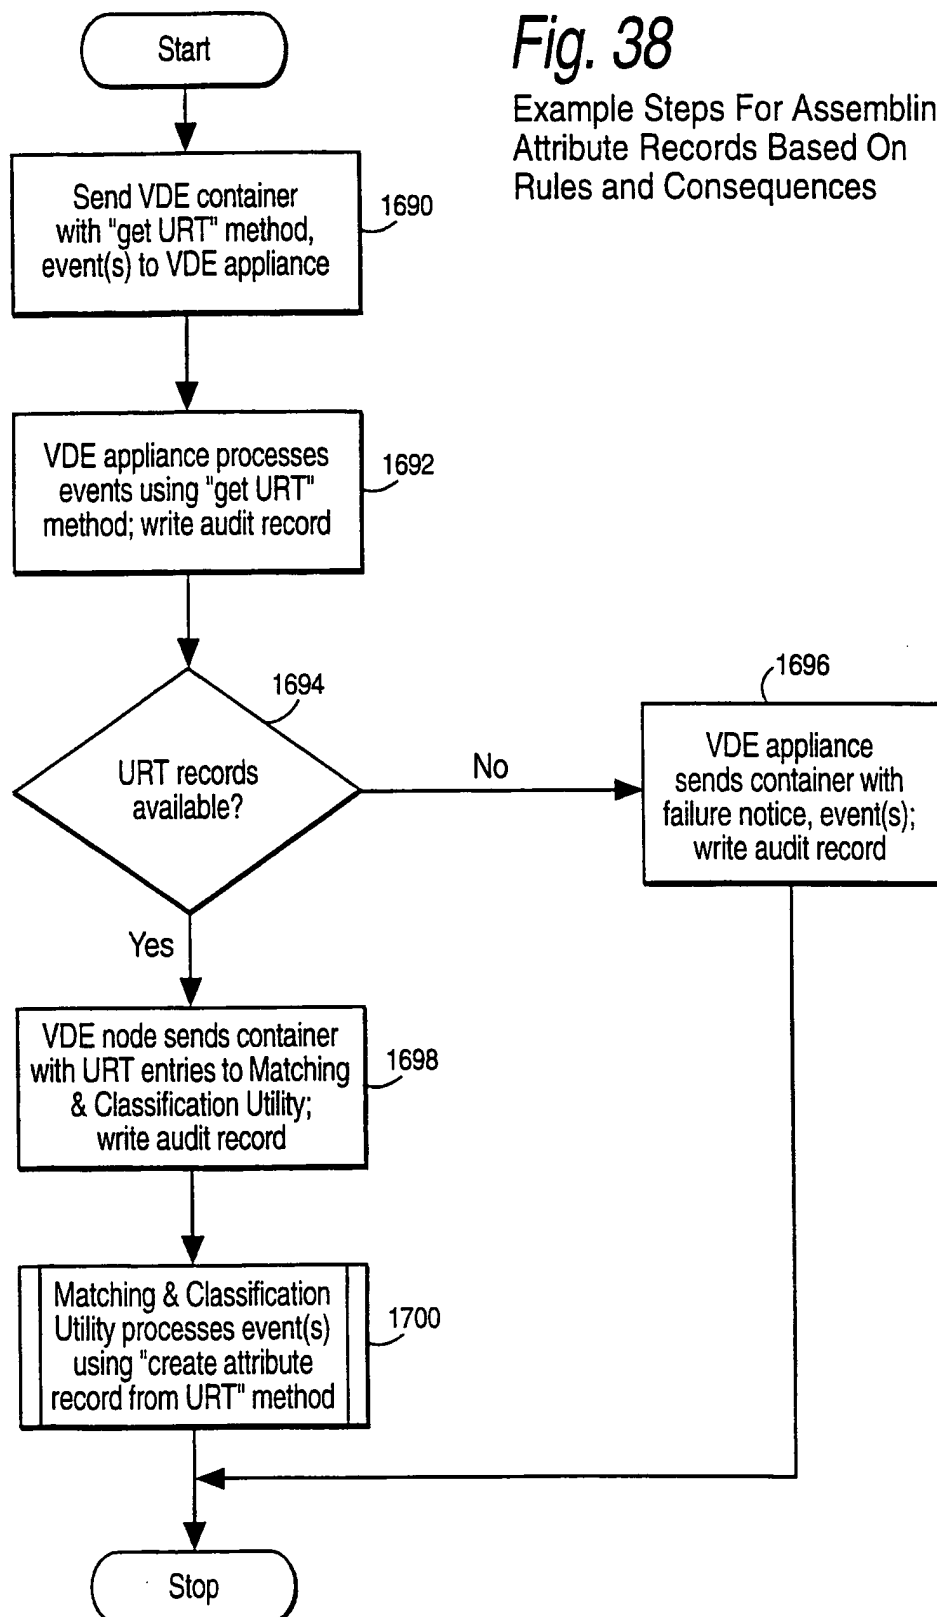 Start
Fig. 38
Example Steps For Assemblin
Attribute Records Based On
Rules and Consequences
Send VDE container
with "get URT" method,
event(s) to VDE appliance
1690
VDE appliance processes
events using "get URT"
method; write audit record
1692
URT records
available?
1694
No
1696
VDE appliance
sends container with
failure notice, event(s);
write audit record
Yes
VDE node sends container
with URT entries to Matching
& Classification Utility;
write audit record
1698
Matching & Classification
Utility processes event(s)
using "create attribute
record from URT" method
1700
Stop